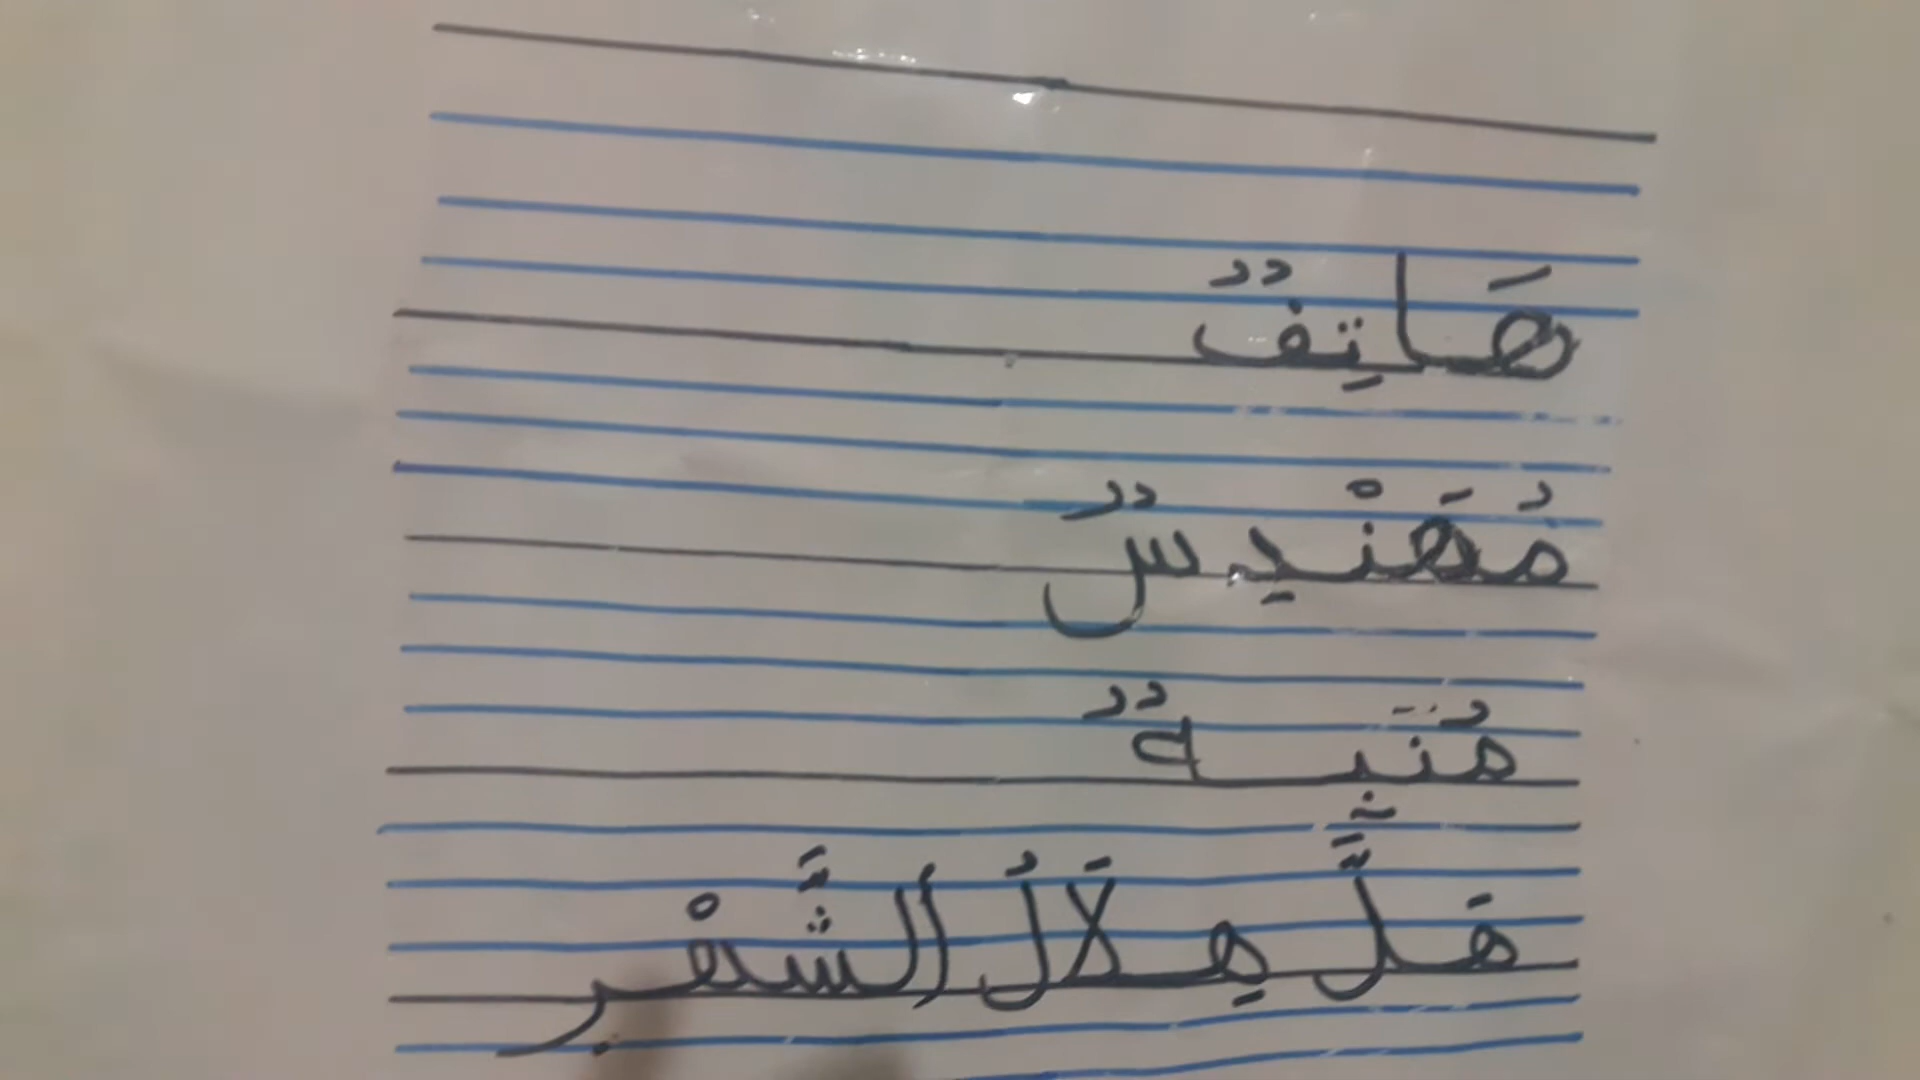 هَاتِفٌ
مُهَنْدِسٌ
مُنَبِّهٌ
هَلَّ هِلَالُ الشَّهْرِ